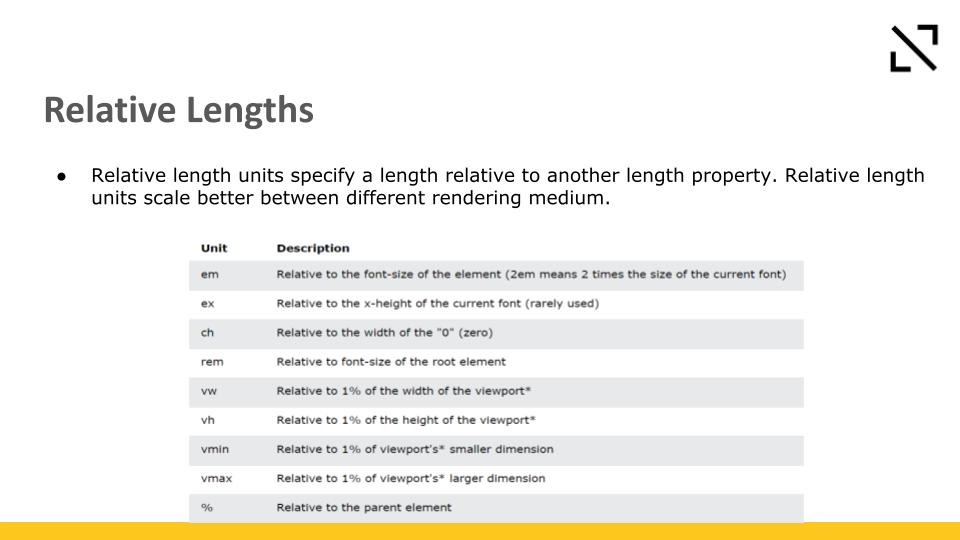 Relative Lengths
● Relative length units specify a length relative to another length property. Relative length
units scale better between different rendering medium.
Unit Description
em Relative to the font-size of the element (2em means 2 times the size of the current font)
ex Relative to the x-height of the current font (rarely used)
ch Relative to the width of the "0" (zero)
rem Relative to font-size of the root element
vw Relative to 1% of the width of the viewport*
vh Relative to 1% of the height of the viewport*
vmin Relative to 1% of viewport's* smaller dimension
vmax Relative to 1% of viewport's* larger dimension
% Relative to the parent element